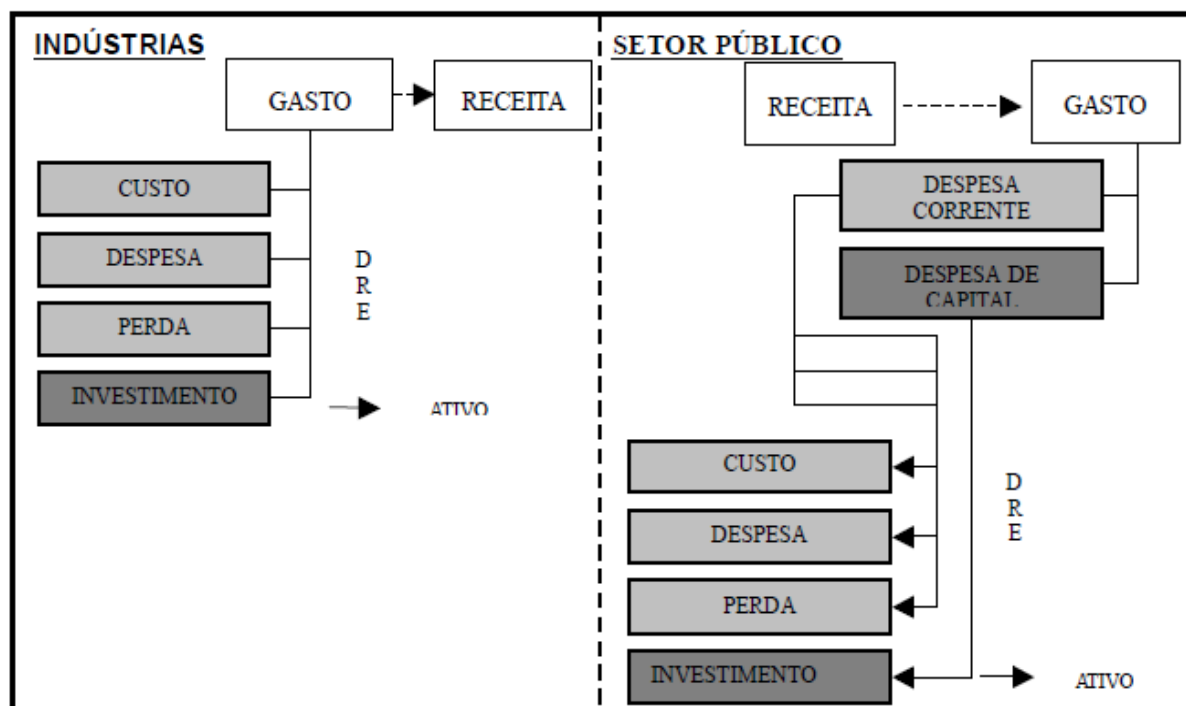 INDÚSTRIAS
GASTO
RECEITA
CUSTO
DESPESA
PERDA
INVESTIMENTO
D
R
E
ATIVO
SETOR PÚBLICO
RECEITA
GASTO
DESPESA
CORRENTE
DESPESA DE
CAPITAL
CUSTO
DESPESA
PERDA
INVESTIMENTO
D
R
E
ATIVO